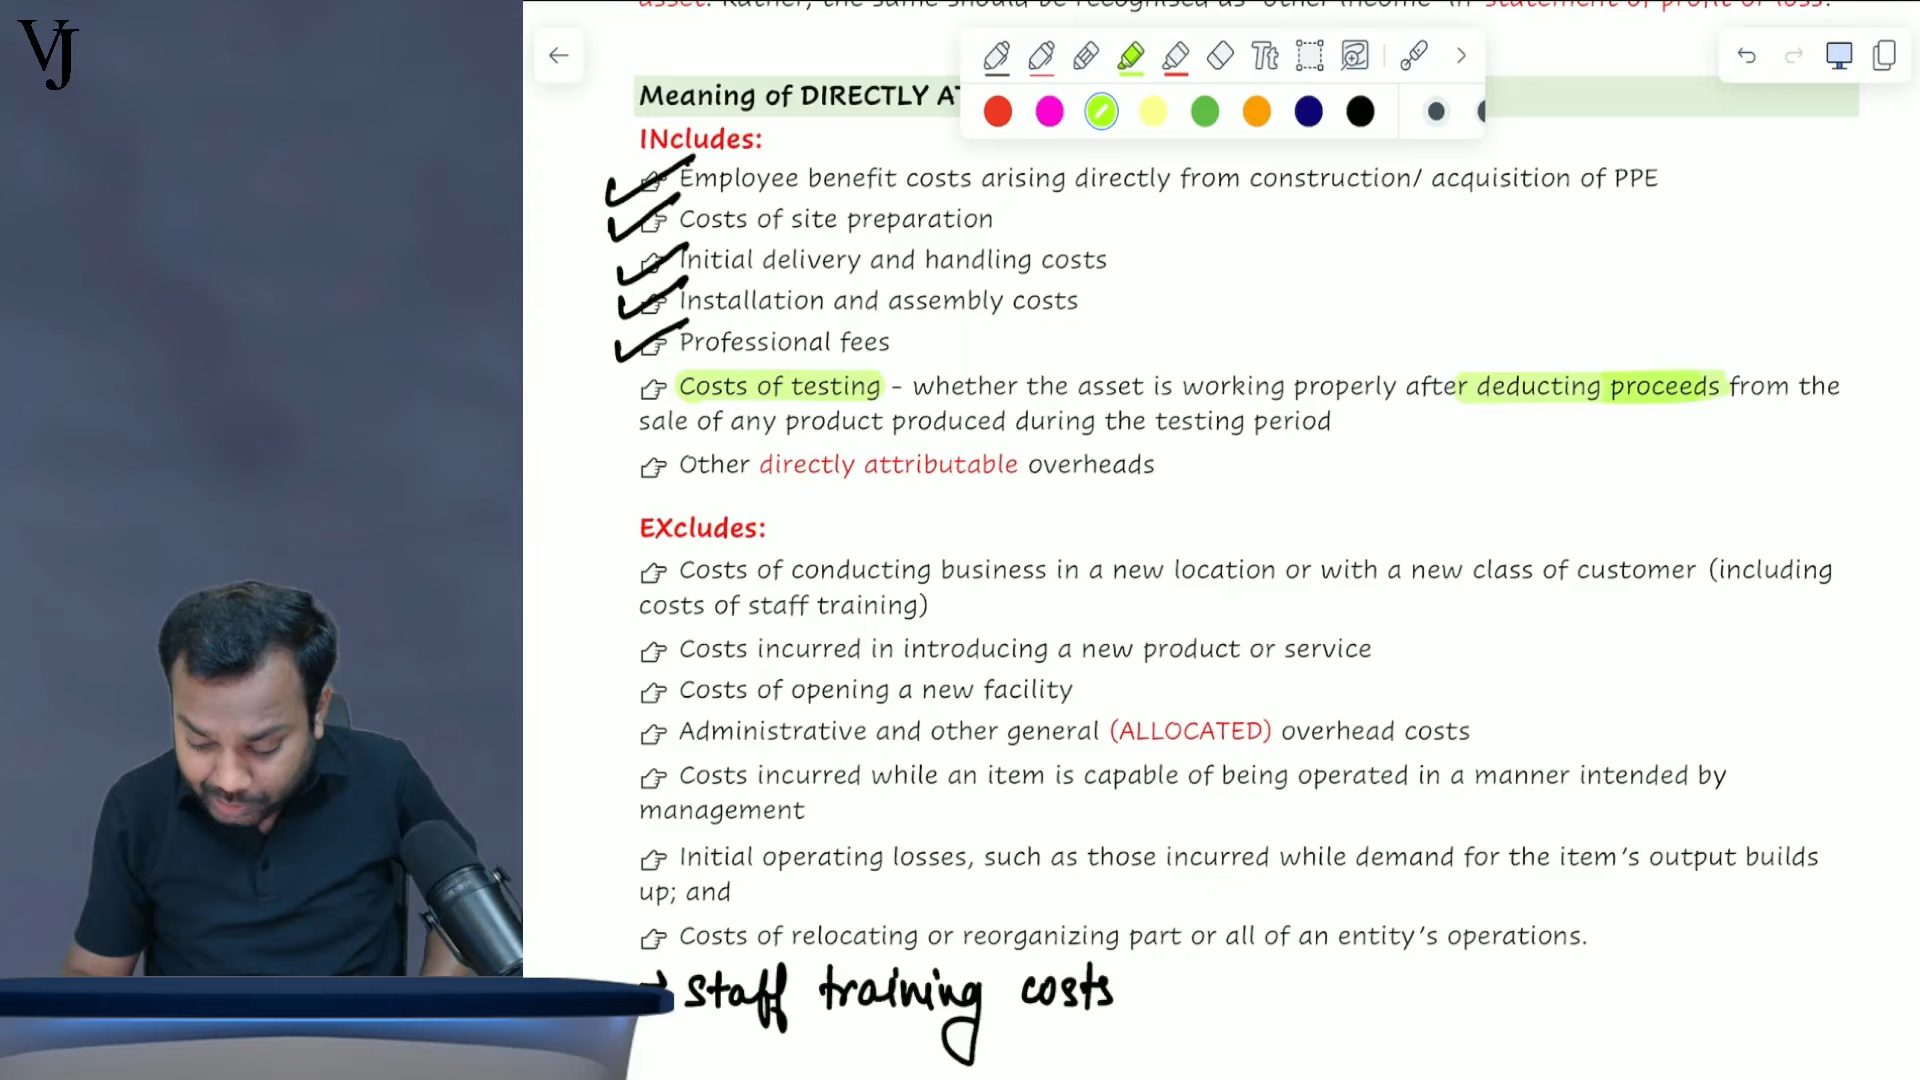 VJ
Meaning of DIRECTLY
INcludes:
Employee benefit costs arising directly from construction/ acquisition of PPE
Costs of site preparation
Initial delivery and handling costs
Installation and assembly costs
Professional fees
Costs of testing - whether the asset is working properly after deducting proceeds from the
sale of any product produced during the testing period
Other directly attributable overheads
EXcludes:
Costs of conducting business in a new location or with a new class of customer (including
costs of staff training)
Costs incurred in introducing a new product or service
Costs of opening a new facility
Administrative and other general (ALLOCATED) overhead costs
Costs incurred while an item is capable of being operated in a manner intended by
management
Initial operating losses, such as those incurred while demand for the item's output builds
up; and
Costs of relocating or reorganizing part or all of an entity's operations.
→ staff training costs